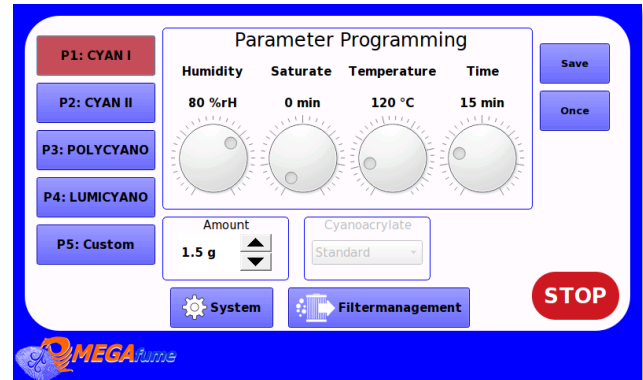 Parameter Programming
P1: CYAN I
P2: CYAN II
P3: POLYCYANO
P4: LUMICYANO
P5: Custom
Humidity Saturate Temperature Time
80 %rH 0 min 120 °C 15 min
Save
Once
Amount
1.5 g
Cyanoacrylate
Standard
System
Filtermanagement
STOP
OMEGAfume